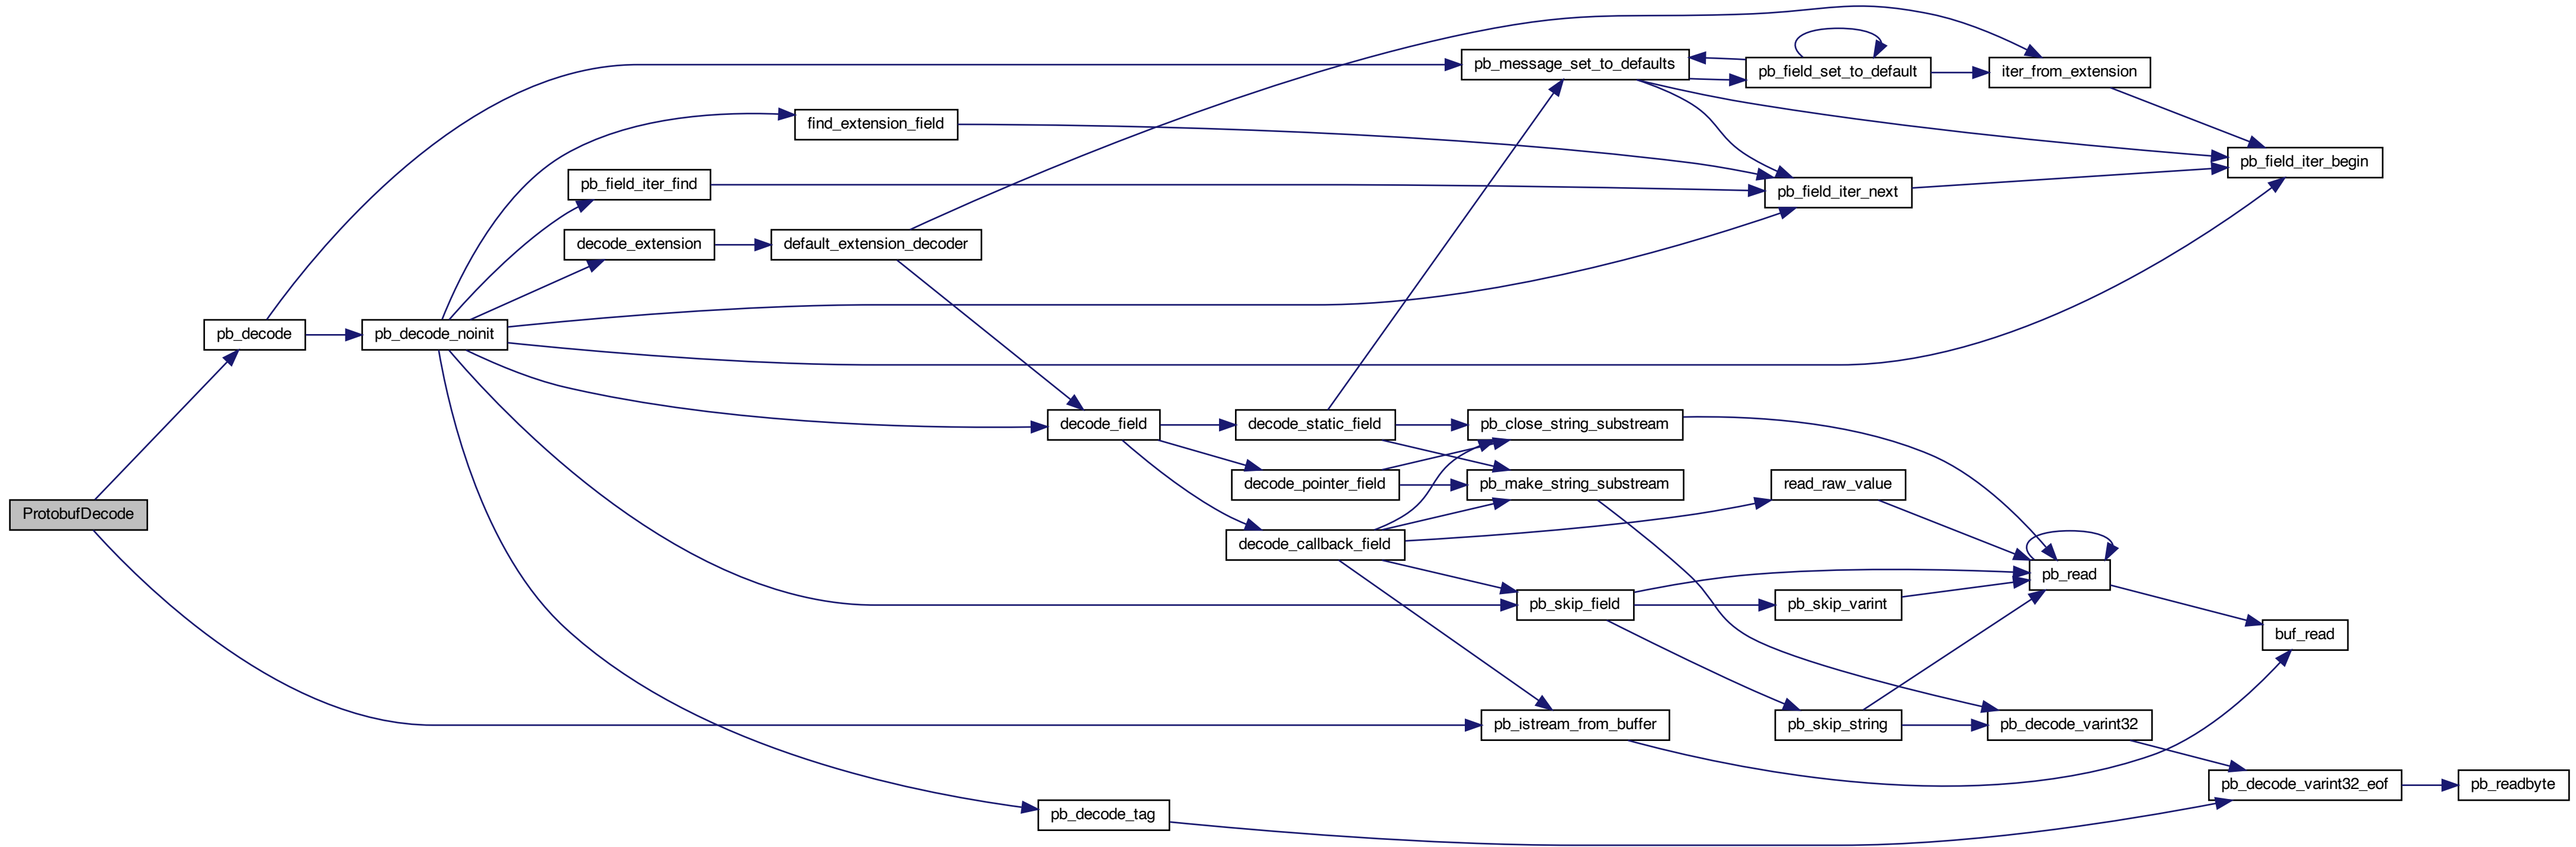 pb_message_set_to_defaults
pb_field_set_to_default
iter_from_extension
find_extension_field
pb_field_iter_begin
pb_field_iter_find
pb_field_iter_next
decode_extension
default_extension_decoder
pb_decode
pb_decode_noinit
decode_field
decode_static_field
pb_close_string_substream
decode_pointer_field
pb_make_string_substream
read_raw_value
ProtobufDecode
decode_callback_field
pb_read
pb_skip_field
pb_skip_varint
buf_read
pb_istream_from_buffer
pb_skip_string
pb_decode_varint32
pb_decode_varint32_eof
pb_readbyte
pb_decode_tag